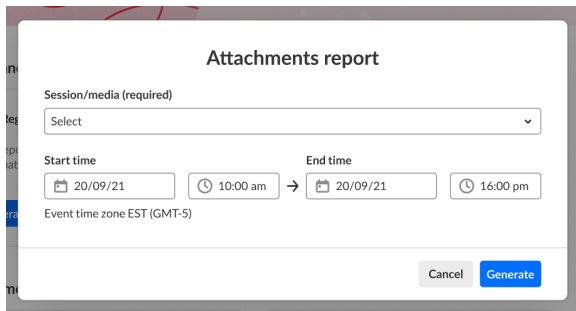 Attachments report
Session/media (required)
Select
Start time End time
20/09/21 10:00 am → 20/09/21 16:00 pm
Event time zone EST (GMT-5)
Cancel Generate